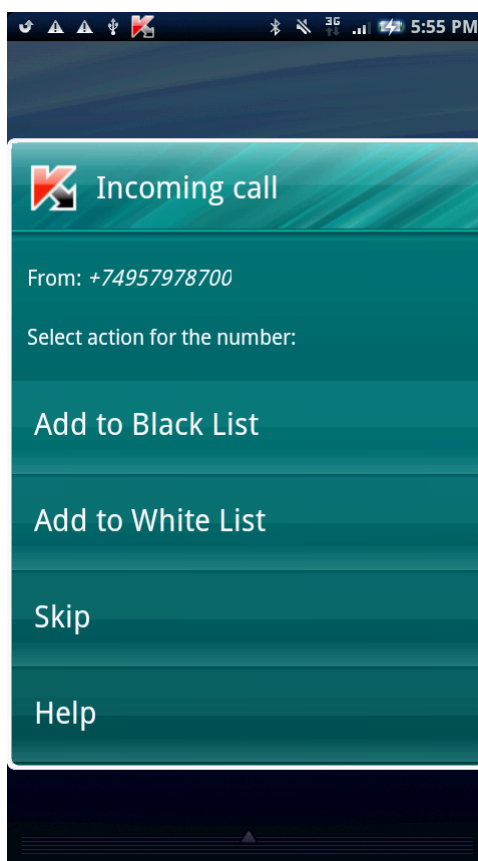 3G 5:55 PM
Incoming call
From: +74957978700
Select action for the number:
Add to Black List
Add to White List
Skip
Help